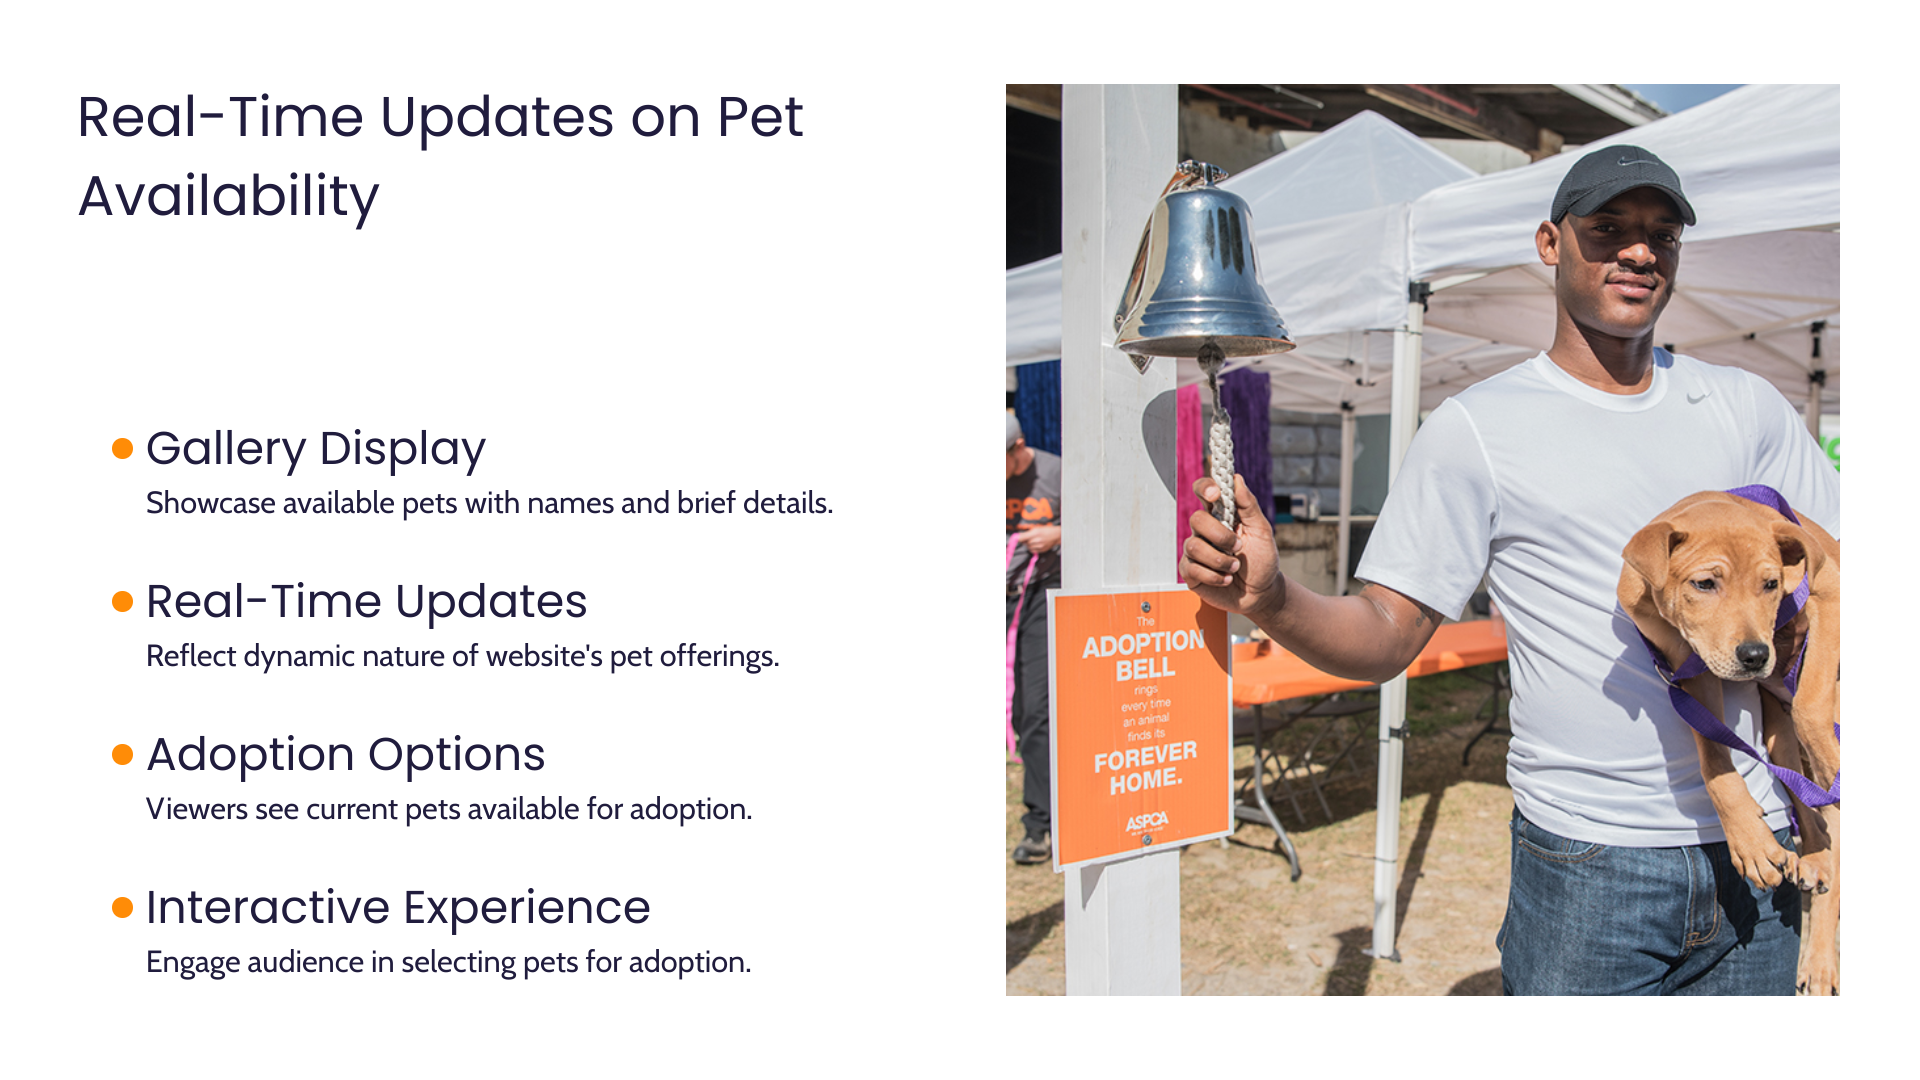 Real-Time Updates on Pet
Availability
Gallery Display
Showcase available pets with names and brief details.
Real-Time Updates
Reflect dynamic nature of website's pet offerings.
Adoption Options
Viewers see current pets available for adoption.
Interactive Experience
Engage audience in selecting pets for adoption.
The
ADOPTION
BELL
rings
every time
an animal
finds its
FOREVER
HOME.
ASPCA